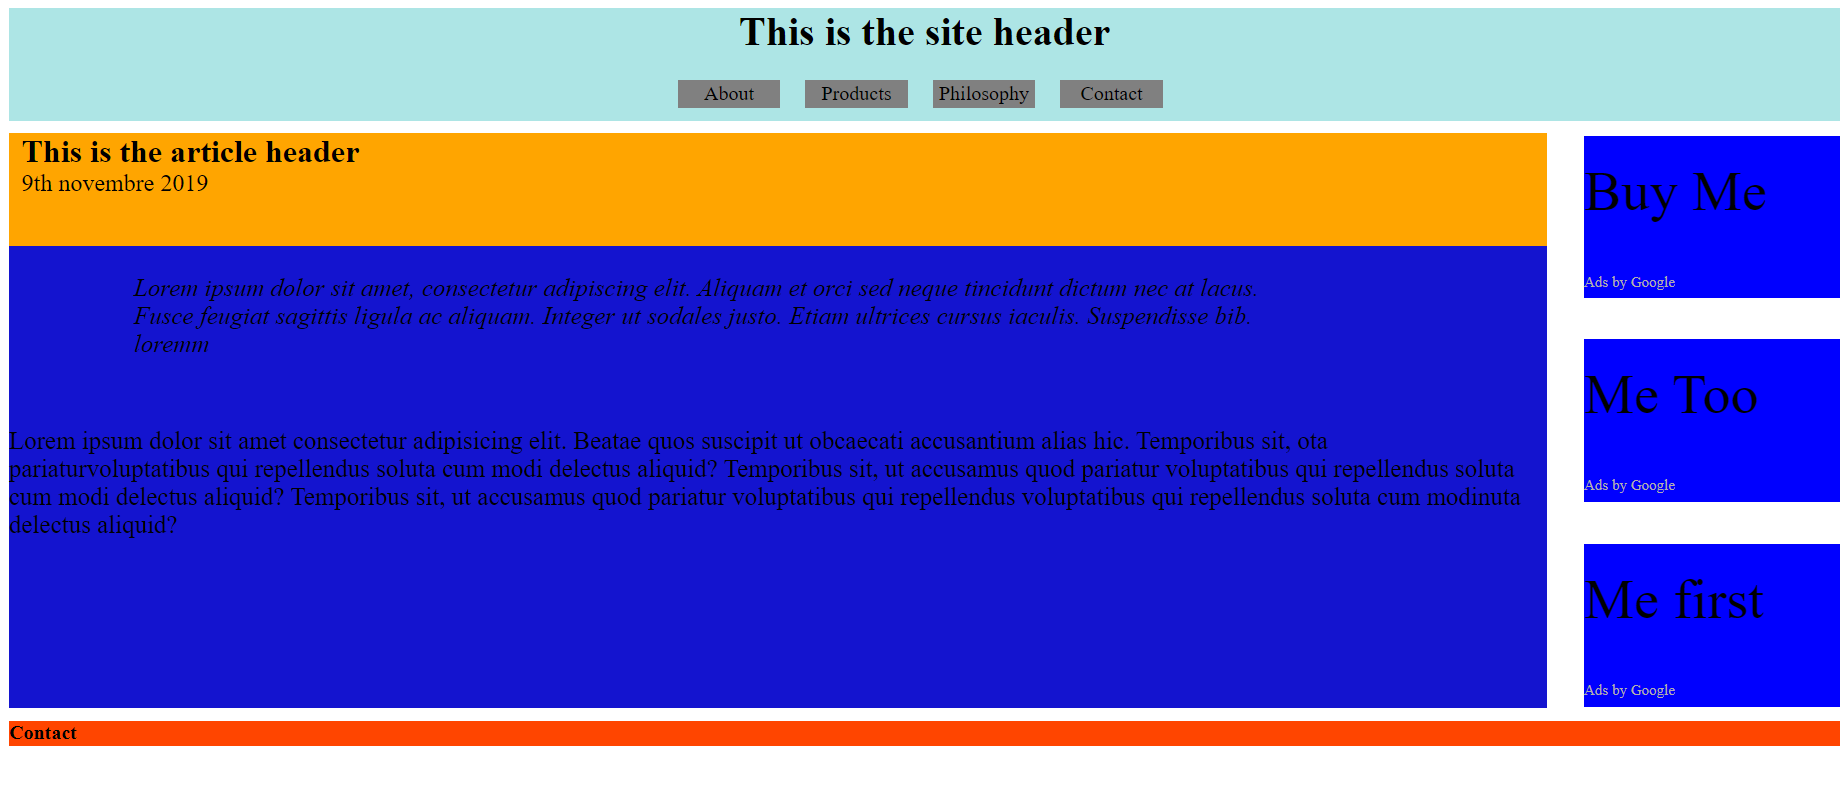 This is the site header
About Products Philosophy Contact
This is the article header
9th novembre 2019
Lorem ipsum dolor sit amet, consectetur adipiscing elit. Aliquam et orci sed neque tincidunt dictum nec at lacus.
Fusce feugiat sagittis ligula ac aliquam. Integer ut sodales justo. Etiam ultrices cursus iaculis. Suspendisse bib.
loremm
Lorem ipsum dolor sit amet consectetur adipisicing elit. Beatae quos suscipit ut obcaecati accusantium alias hic. Temporibus sit, ota
pariaturvoluptatibus qui repellendus soluta cum modi delectus aliquid? Temporibus sit, ut accusamus quod pariatur voluptatibus qui repellendus soluta
cum modi delectus aliquid? Temporibus sit, ut accusamus quod pariatur voluptatibus qui repellendus voluptatibus qui repellendus soluta cum modinuta
delectus aliquid?
Buy Me
Ads by Google
Me Too
Ads by Google
Me first
Ads by Google
Contact